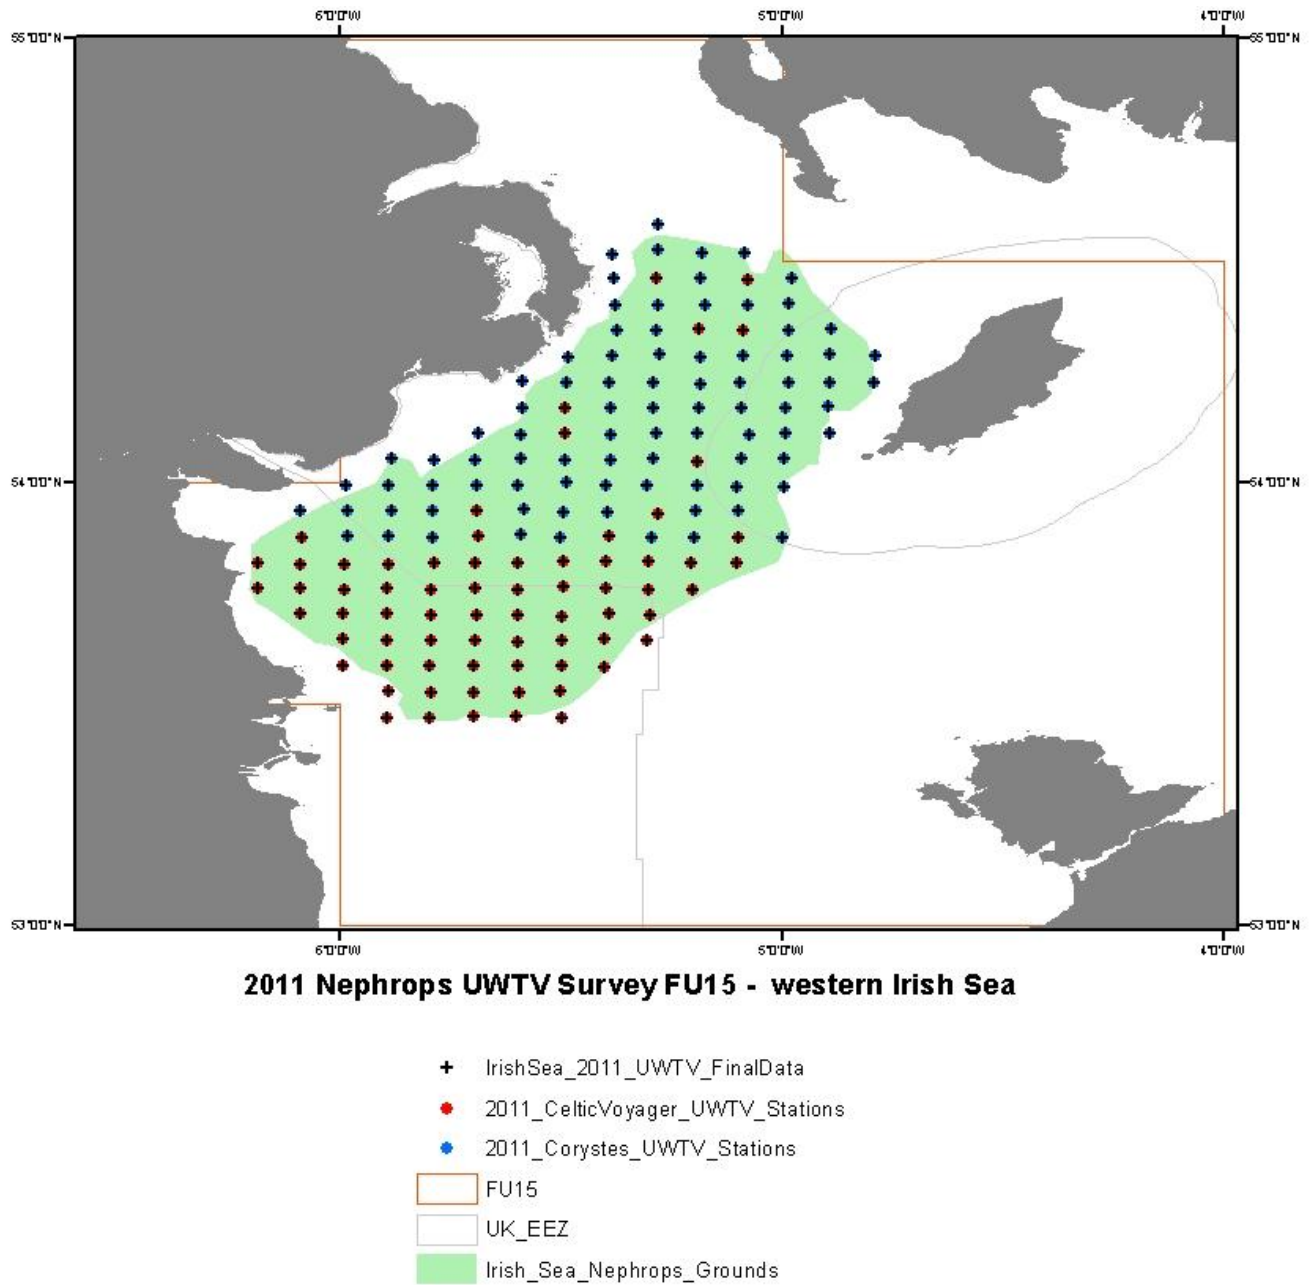 6°0'0"W 5°0'0"W 4°0'0"W
55°0'0"N 55°0'0"N
54°0'0"N 54°0'0"N
53°0'0"N 53°0'0"N
6°0'0"W 5°0'0"W 4°0'0"W
2011 Nephrops UWTV Survey FU15 - western Irish Sea
IrishSea_2011_UWTV_FinalData
2011_CelticVoyager_UWTV_Stations
2011_Corystes_UWTV_Stations
FU15
UK_EEZ
Irish_Sea_Nephrops_Grounds